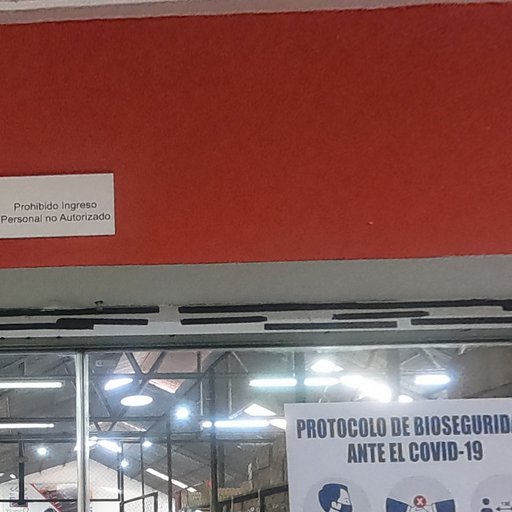 Prohibido Ingreso
Personal no Autorizado
PROTOCOLO DE BIOSEGURIDA
ANTE EL COVID-19